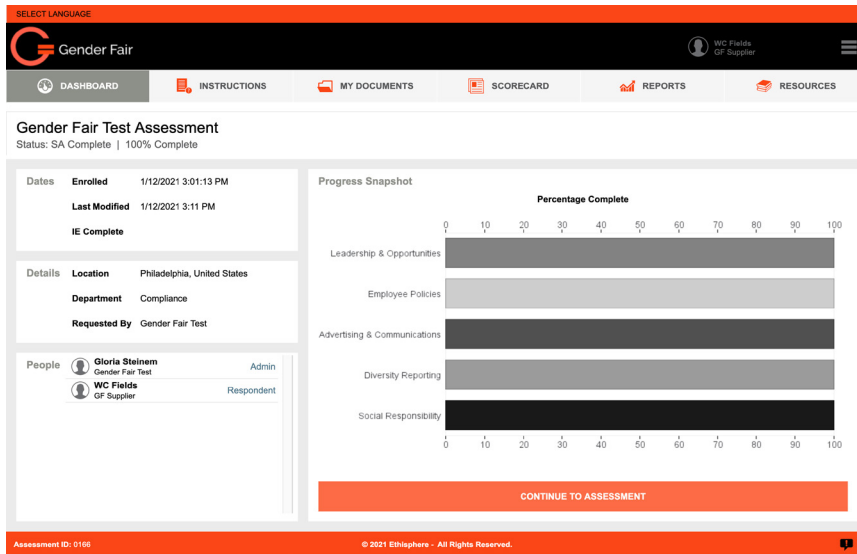 SELECT LANGUAGE
Gender Fair
WC Fields
GF Supplier
DASHBOARD INSTRUCTIONS MY DOCUMENTS SCORECARD REPORTS RESOURCES
Gender Fair Test Assessment
Status: SA Complete | 100% Complete
Dates Enrolled 1/12/2021 3:01:13 PM
Last Modified 1/12/2021 3:11 PM
IE Complete
Details Location Philadelphia, United States
Department Compliance
Requested By Gender Fair Test
People Gloria Steinem Admin
Gender Fair Test
WC Fields Respondent
GF Supplier
Progress Snapshot
Percentage Complete
0 10 20 30 40 50 60 70 80 90 100
Leadership & Opportunities
Employee Policies
Advertising & Communications
Diversity Reporting
Social Responsibility
0 10 20 30 40 50 60 70 80 90 100
CONTINUE TO ASSESSMENT
Assessment ID: 0166 © 2021 Ethisphere - All Rights Reserved.